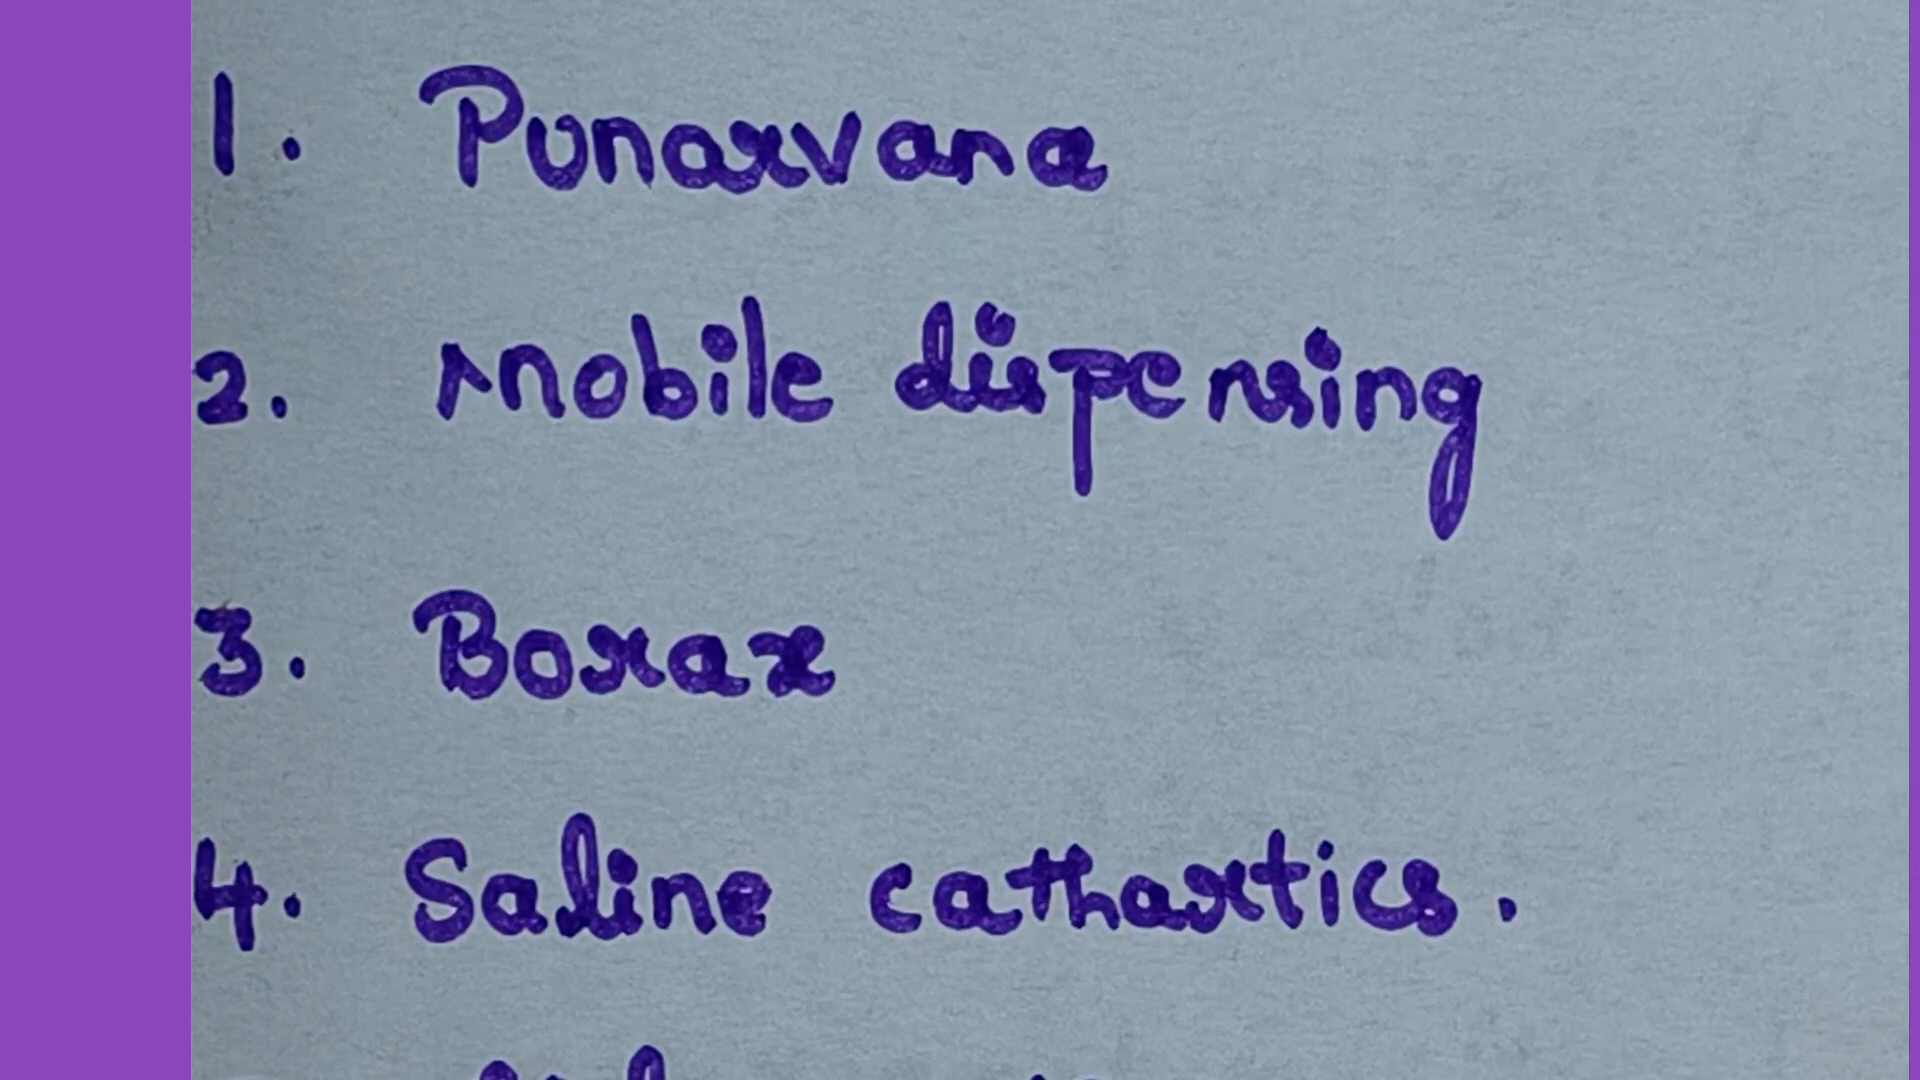 1. Punarvana
2. Mobile dispensing
3. Borax
4. Saline cathartics.